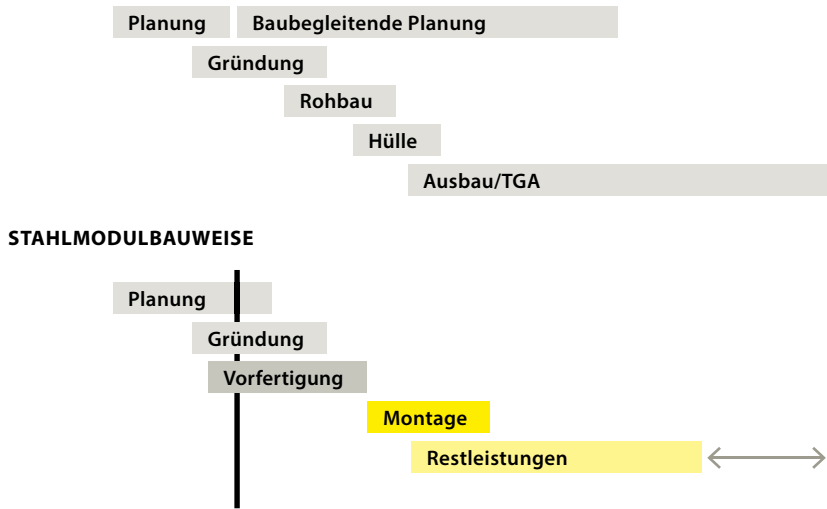 Planung Baubegleitende Planung
Gründung
Rohbau
Hülle
Ausbau/TGA
STAHLMODULBAUWEISE
Planung
Gründung
Vorfertigung
Montage
Restleistungen